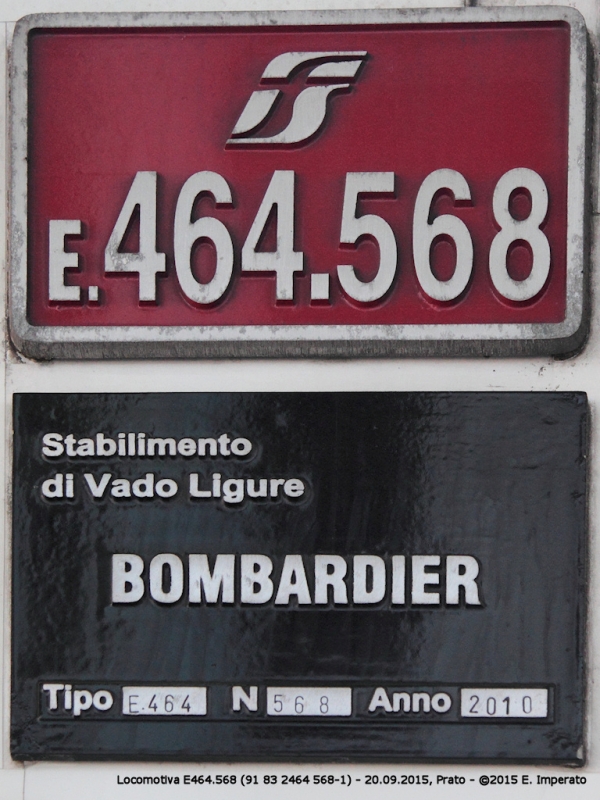 E.464.568
Stabilimento
di Vado Ligure
BOMBARDIER
Tipo E.464 N 568 Anno 2010
Locomotiva E464.568 (91 83 2464 568-1) - 20.09.2015, Prato - ©2015 E. Imperato